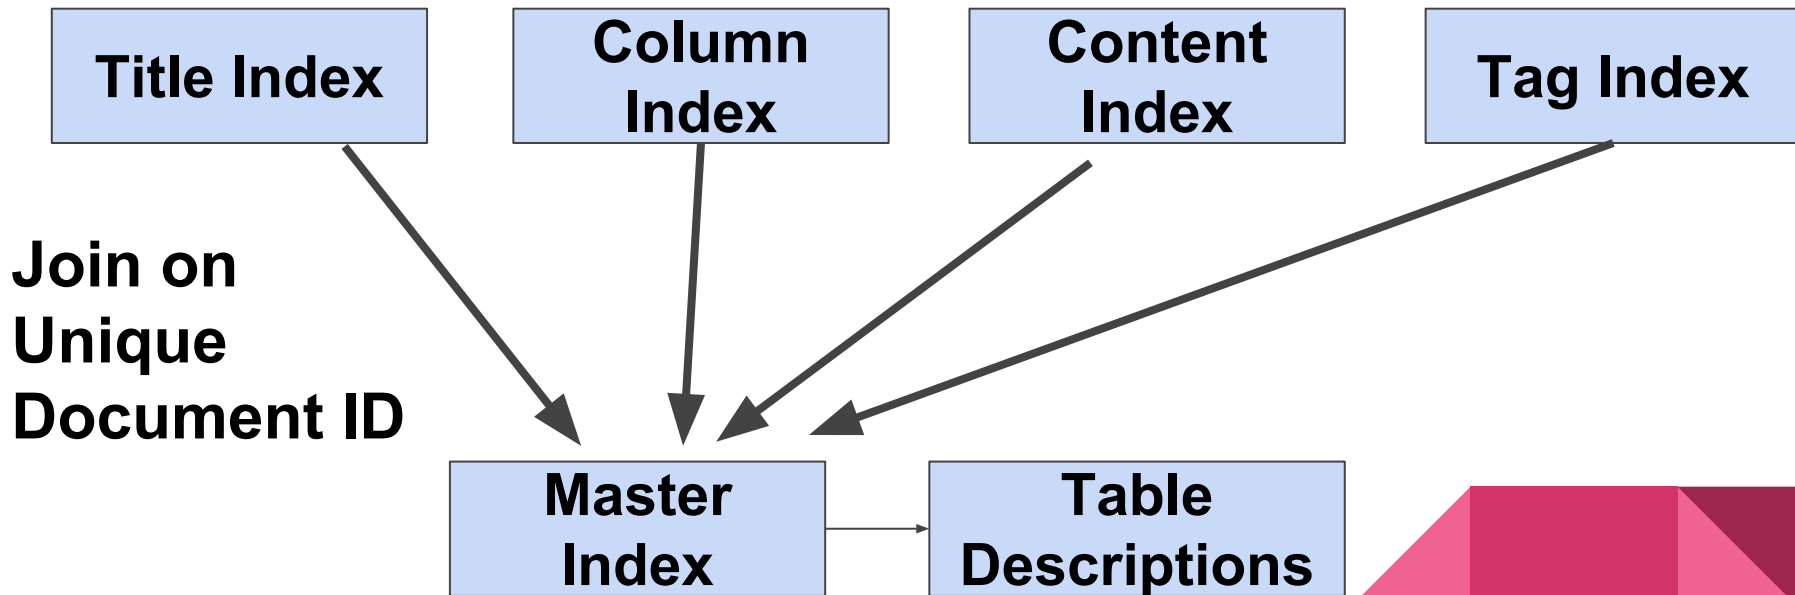 Title Index
Column
Index
Content
Index
Tag Index
Join on
Unique
Document ID
Master
Index
Table
Descriptions